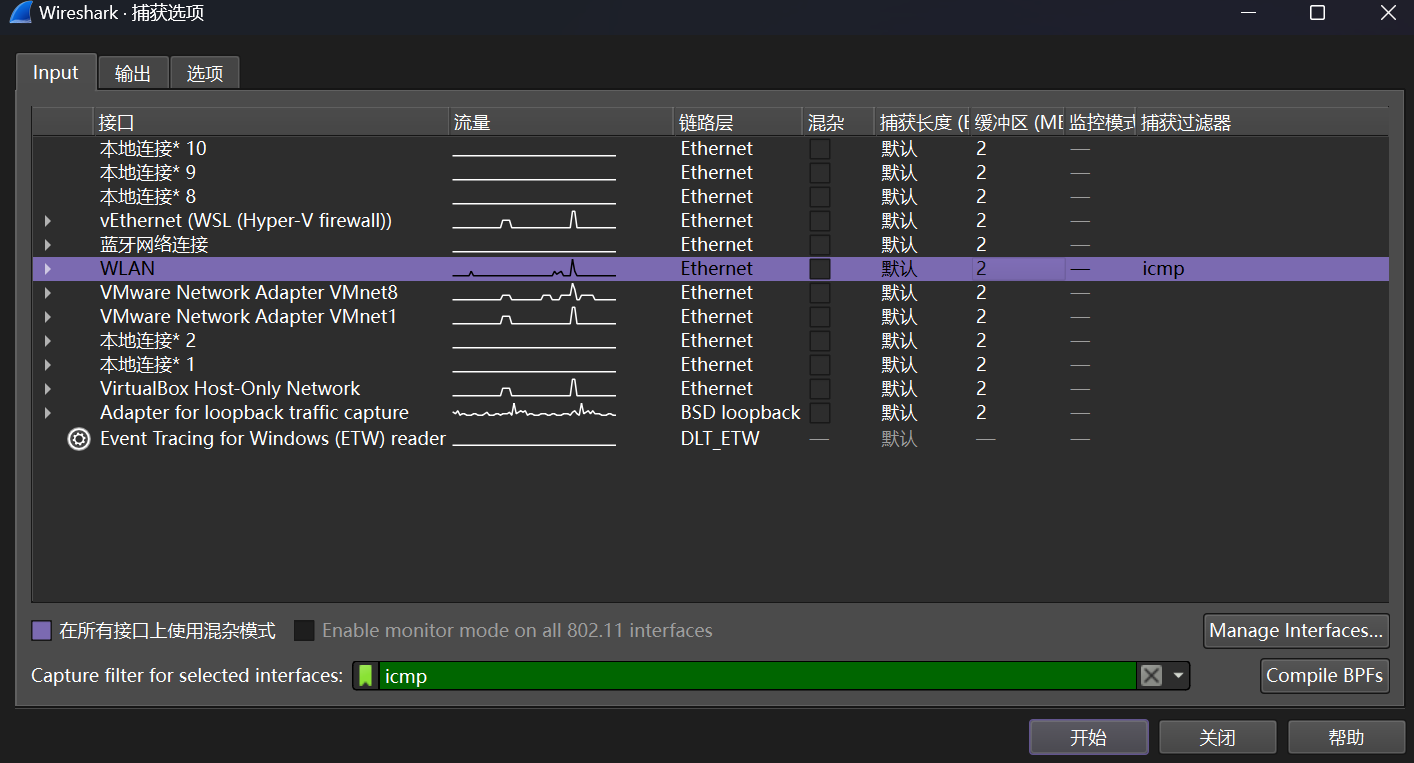 Wireshark · 捕获选项
Input 输出 选项
接口 流量 链路层 混杂 捕获长度 (B 缓冲区 (MB 监控模式 捕获过滤器
本地连接* 10 Ethernet 默认 2 —
本地连接* 9 Ethernet 默认 2 —
本地连接* 8 Ethernet 默认 2 —
vEthernet (WSL (Hyper-V firewall)) Ethernet 默认 2 —
蓝牙网络连接 Ethernet 默认 2 —
WLAN Ethernet 默认 2 — icmp
VMware Network Adapter VMnet8 Ethernet 默认 2 —
VMware Network Adapter VMnet1 Ethernet 默认 2 —
本地连接* 2 Ethernet 默认 2 —
本地连接* 1 Ethernet 默认 2 —
VirtualBox Host-Only Network Ethernet 默认 2 —
Adapter for loopback traffic capture BSD loopback 默认 2 —
Event Tracing for Windows (ETW) reader DLT_ETW — 默认 — —
在所有接口上使用混杂模式 Enable monitor mode on all 802.11 interfaces Manage Interfaces...
Capture filter for selected interfaces: icmp Compile BPFs
开始 关闭 帮助